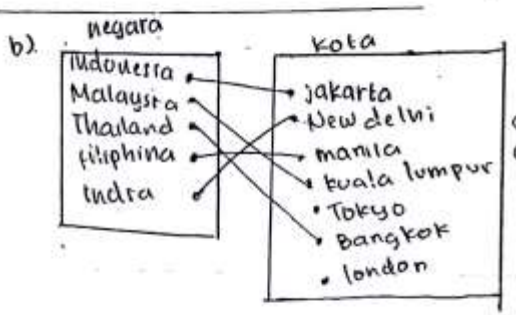 b). negara
Indonesia
Malaysia
Thailand
filiphina
India
kota
jakarta
New delhi
manila
kuala lumpur
Tokyo
Bangkok
london